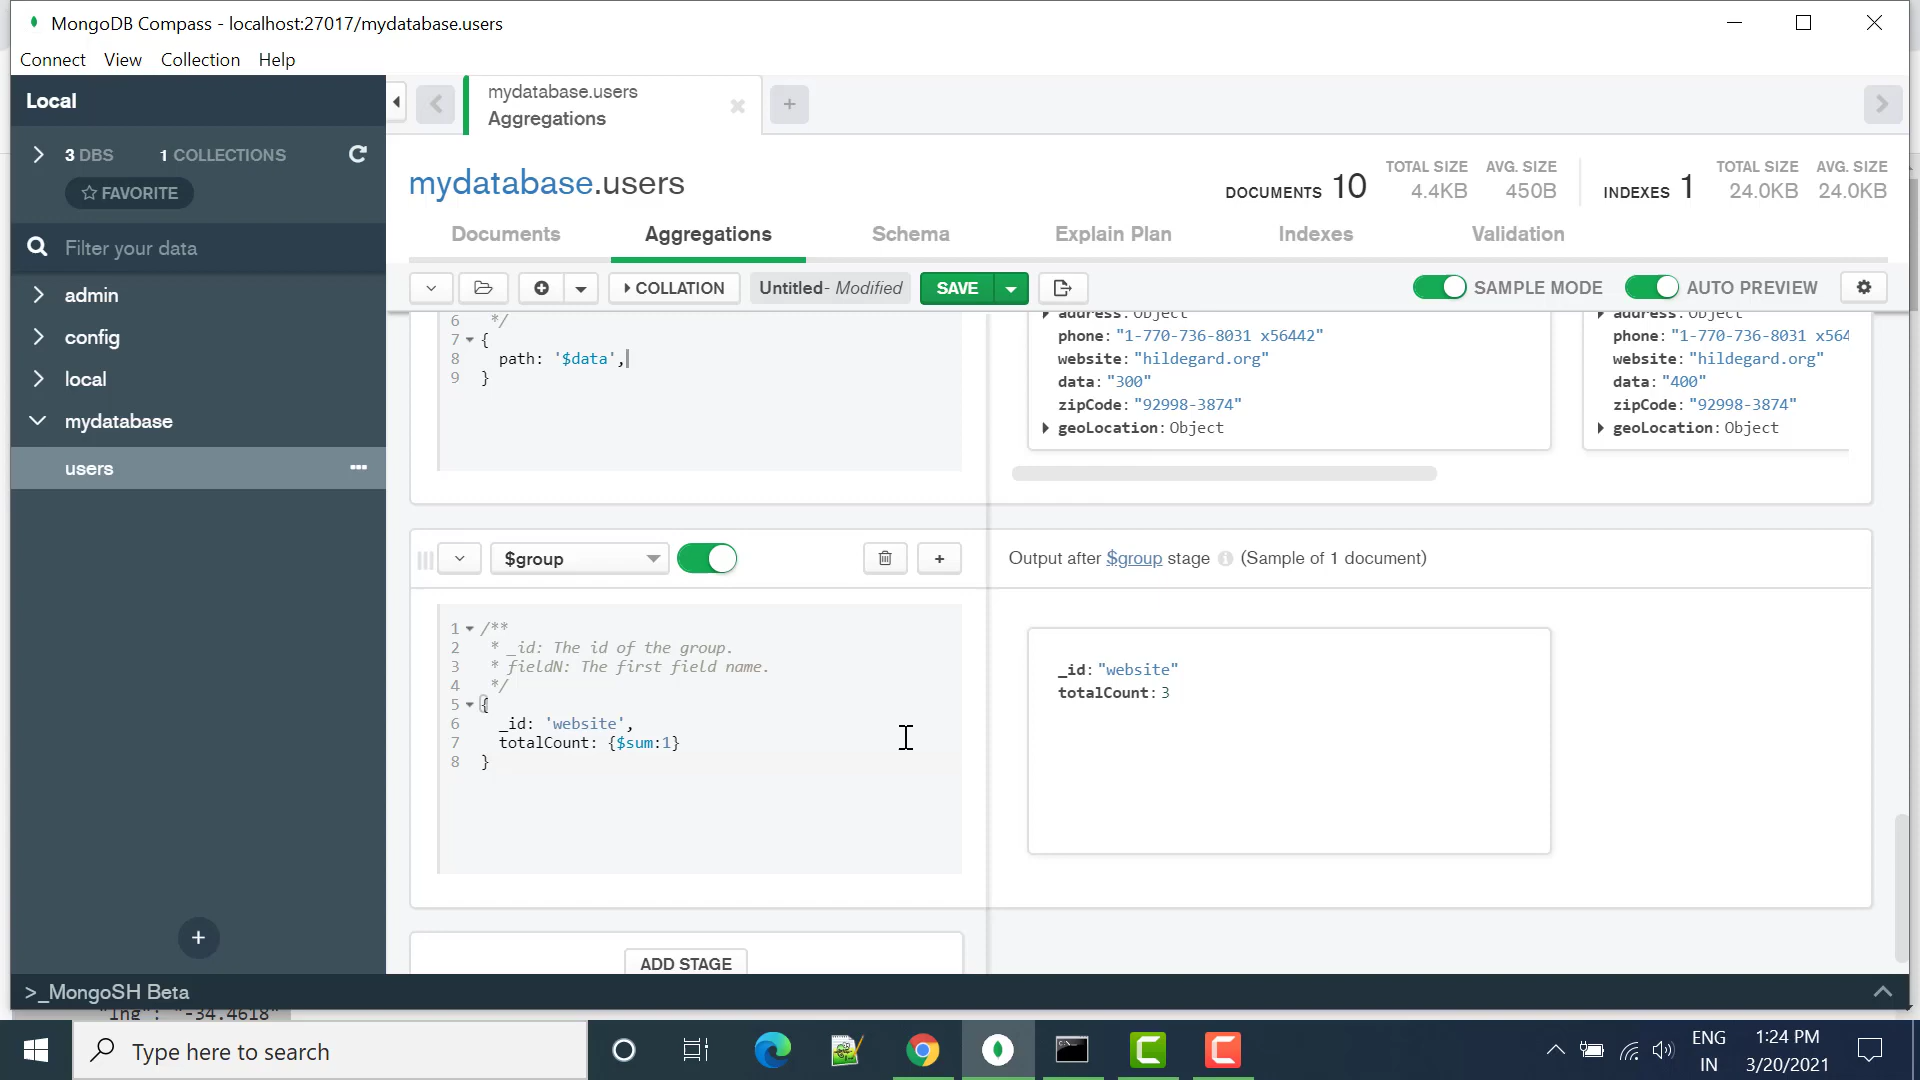 MongoDB Compass - localhost:27017/mydatabase.users
Connect View Collection Help
Local
3 DBS 1 COLLECTIONS
FAVORITE
Filter your data
admin
config
local
mydatabase
users
mydatabase.users
Aggregations
mydatabase.users
DOCUMENTS 10
TOTAL SIZE
4.4KB
AVG. SIZE
450B
INDEXES 1
TOTAL SIZE
24.0KB
AVG. SIZE
24.0KB
Documents Aggregations Schema Explain Plan Indexes Validation
COLLATION Untitled- Modified SAVE SAMPLE MODE AUTO PREVIEW
6 */
7 {
8 path: '$data',
9 }
address: Object
phone: "1-770-736-8031 x56442"
website: "hildegard.org"
data: "300"
zipCode: "92998-3874"
geoLocation: Object
address: Object
phone: "1-770-736-8031 x564
website: "hildegard.org"
data: "400"
zipCode: "92998-3874"
geoLocation: Object
$group
Output after $group stage (Sample of 1 document)
1 /**
2 * _id: The id of the group.
3 * fieldN: The first field name.
4 */
5 {
6 _id: 'website',
7 totalCount: {$sum:1}
8 }
_id: "website"
totalCount: 3
ADD STAGE
>_MongoSH Beta
"lng": "-34.4618"
Type here to search
ENG
IN
1:24 PM
3/20/2021